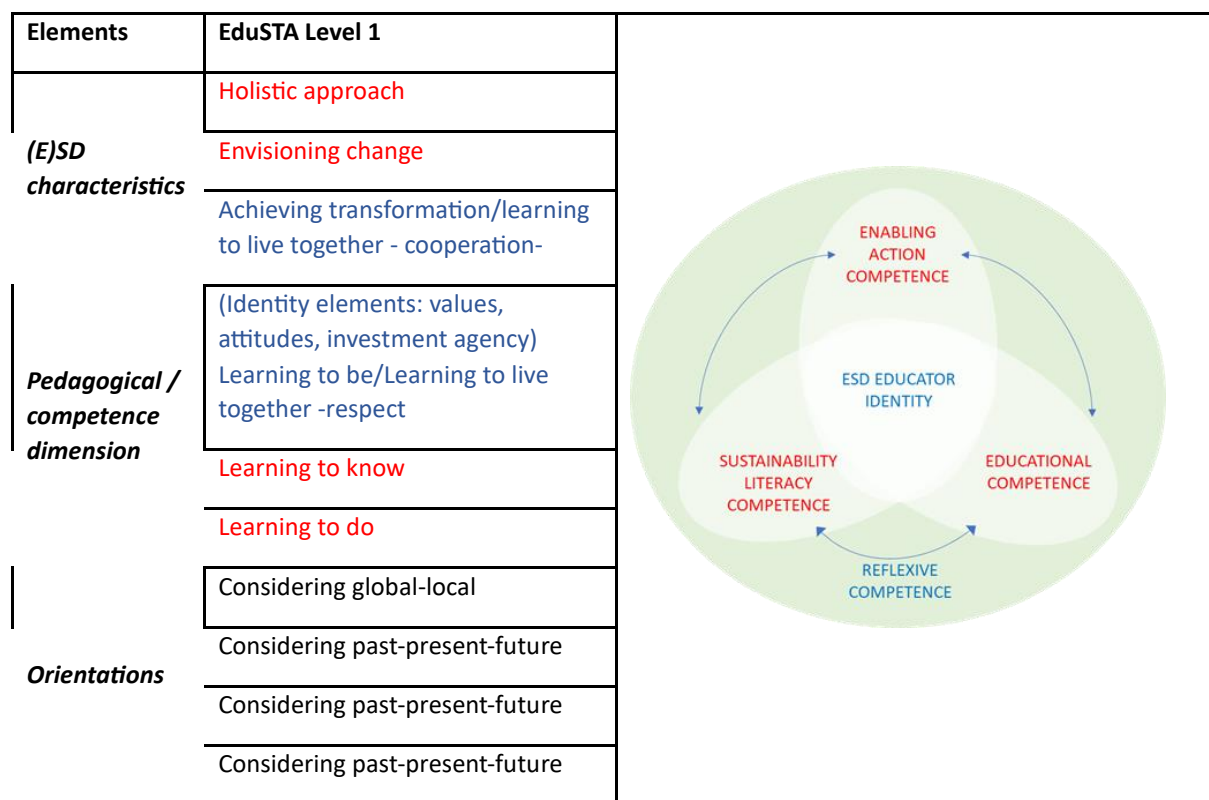 Elements
EduSTA Level 1
(E)SD
characteristics
Holistic approach
Envisioning change
Achieving transformation/learning
to live together - cooperation-
Pedagogical /
competence
dimension
(Identity elements: values,
attitudes, investment agency)
Learning to be/Learning to live
together -respect
Learning to know
Learning to do
Orientations
Considering global-local
Considering past-present-future
Considering past-present-future
Considering past-present-future
ENABLING
ACTION
COMPETENCE
ESD EDUCATOR
IDENTITY
SUSTAINABILITY
LITERACY
COMPETENCE
EDUCATIONAL
COMPETENCE
REFLEXIVE
COMPETENCE